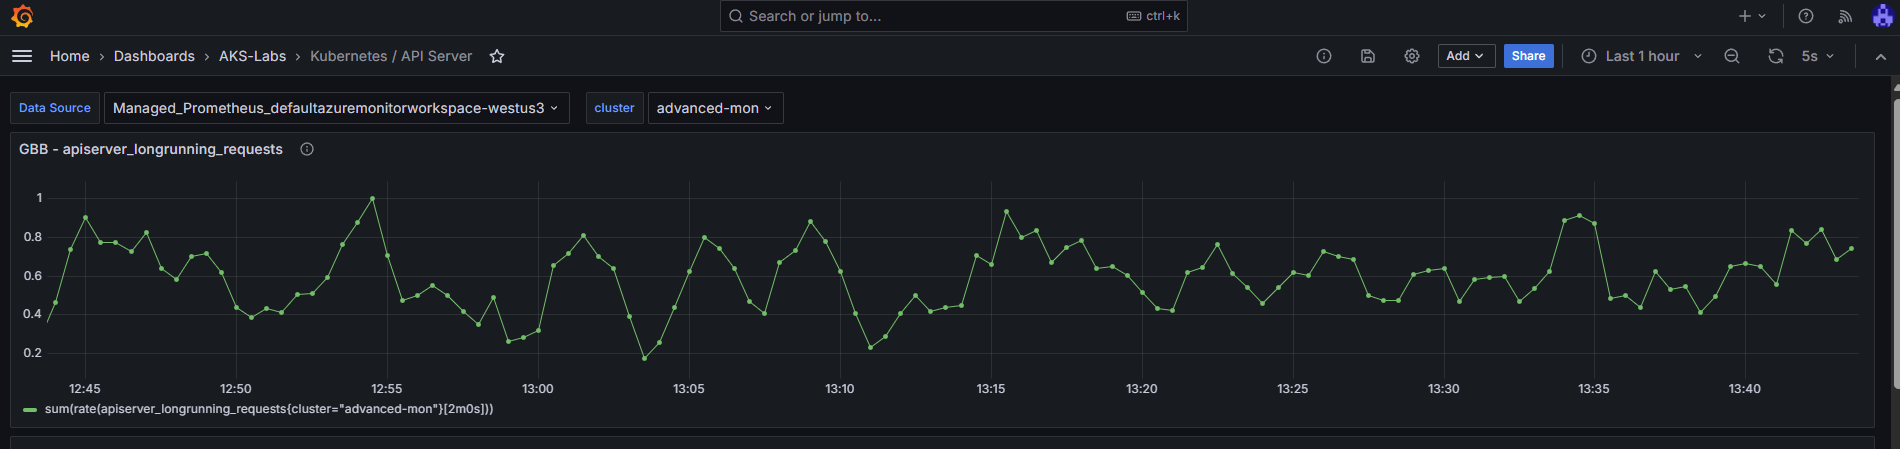 Search or jump to... ctrl+k
Home › Dashboards › AKS-Labs › Kubernetes / API Server
Add
Share
Last 1 hour
5s
Data Source Managed_Prometheus_defaultazuremonitorworkspace-westus3 cluster advanced-mon
GBB - apiserver_longrunning_requests
1
0.8
0.6
0.4
0.2
12:45 12:50 12:55 13:00 13:05 13:10 13:15 13:20 13:25 13:30 13:35 13:40
sum(rate(apiserver_longrunning_requests{cluster="advanced-mon"}[2m0s]))